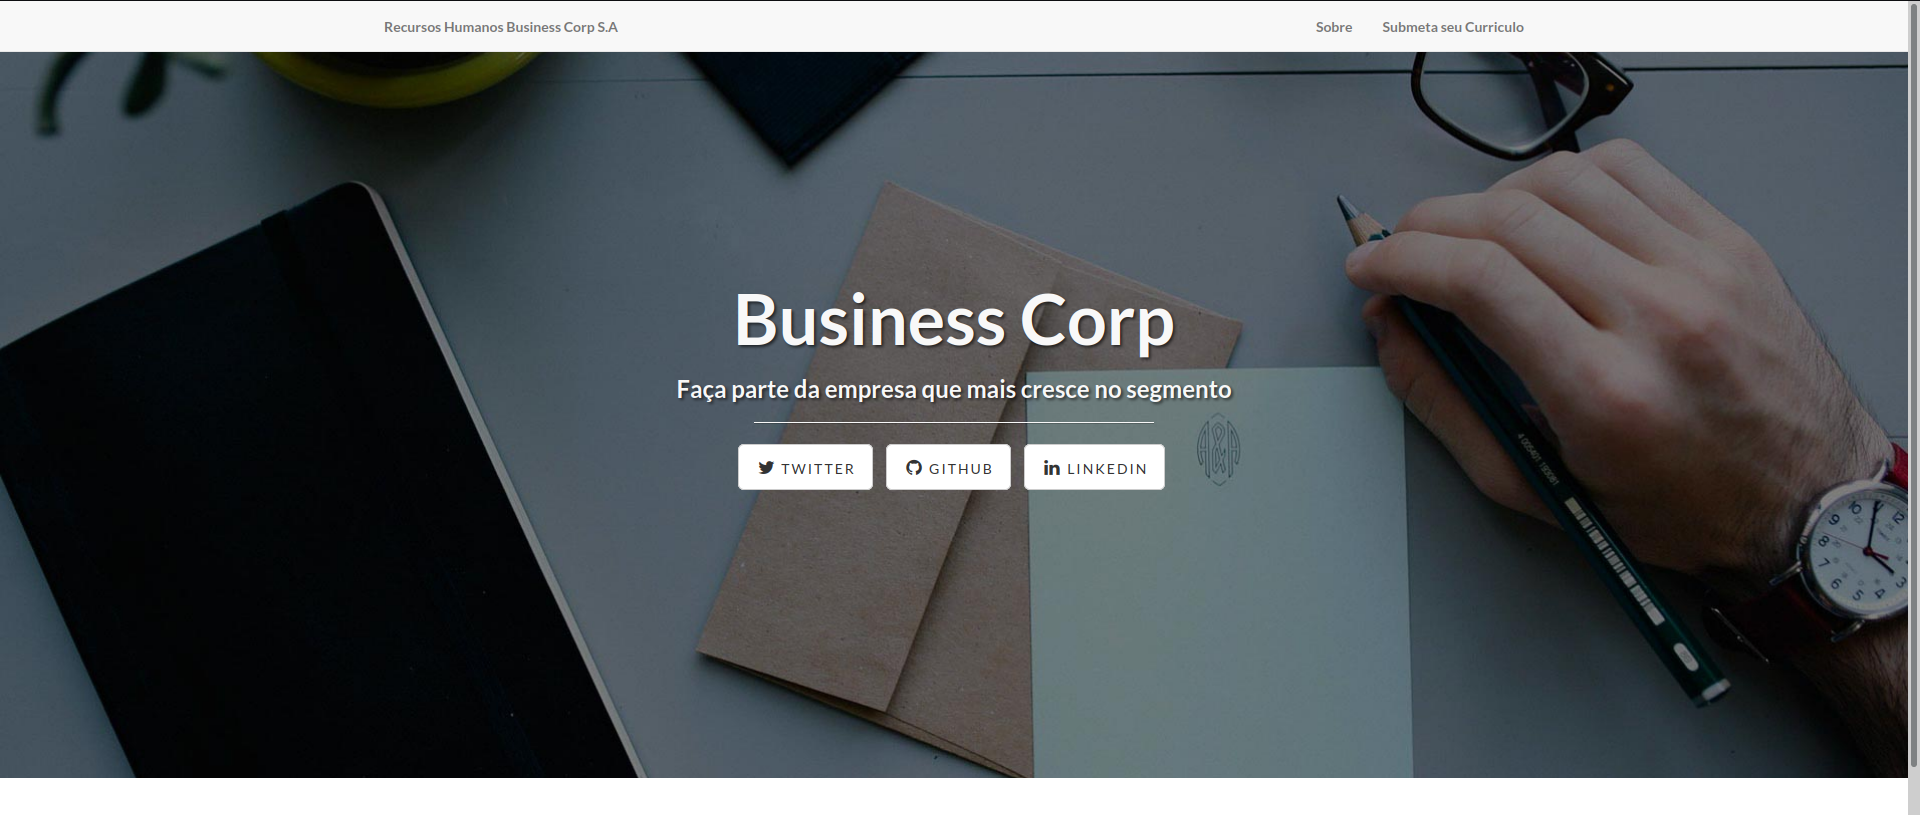 Recursos Humanos Business Corp S.A
Sobre
Submeta seu Curriculo
Business Corp
Faça parte da empresa que mais cresce no segmento
TWITTER
GITHUB
LINKEDIN
A&A